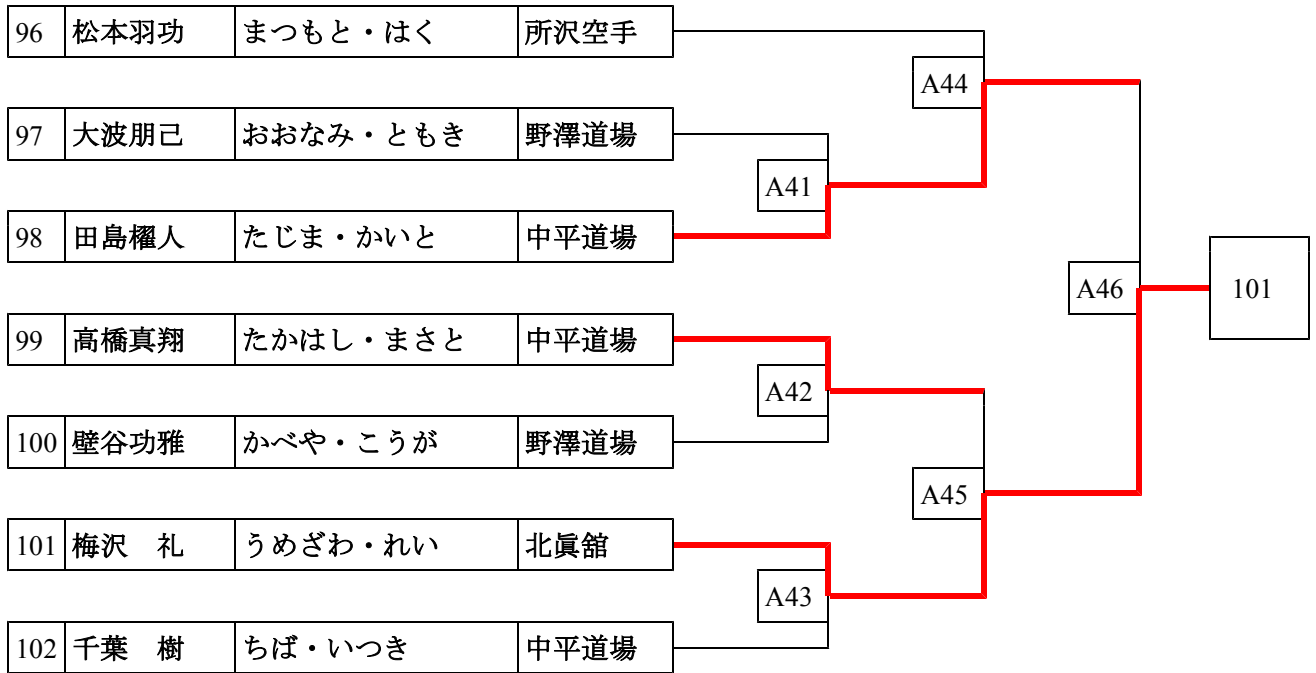 96 松本羽功 まつもと・はく 所沢空手
A44
97 大波朋己 おおなみ・ともき 野澤道場
A41
98 田島櫂人 たじま・かいと 中平道場
A46 101
99 高橋真翔 たかはし・まさと 中平道場
A42
100 壁谷功雅 かべや・こうが 野澤道場
A45
101 梅沢 礼 うめざわ・れい 北眞舘
A43
102 千葉 樹 ちば・いつき 中平道場